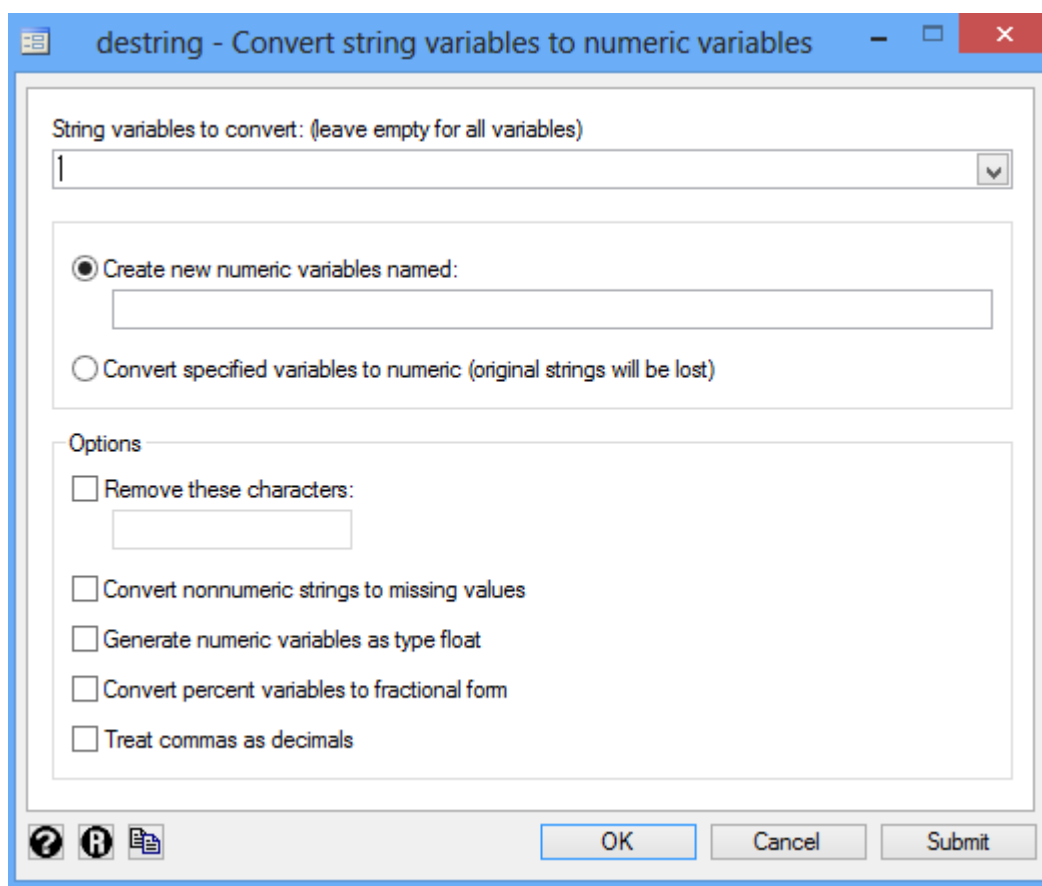 destring - Convert string variables to numeric variables
String variables to convert: (leave empty for all variables)
Create new numeric variables named:
Convert specified variables to numeric (original strings will be lost)
Options
Remove these characters:
Convert nonnumeric strings to missing values
Generate numeric variables as type float
Convert percent variables to fractional form
Treat commas as decimals
? R OK Cancel Submit